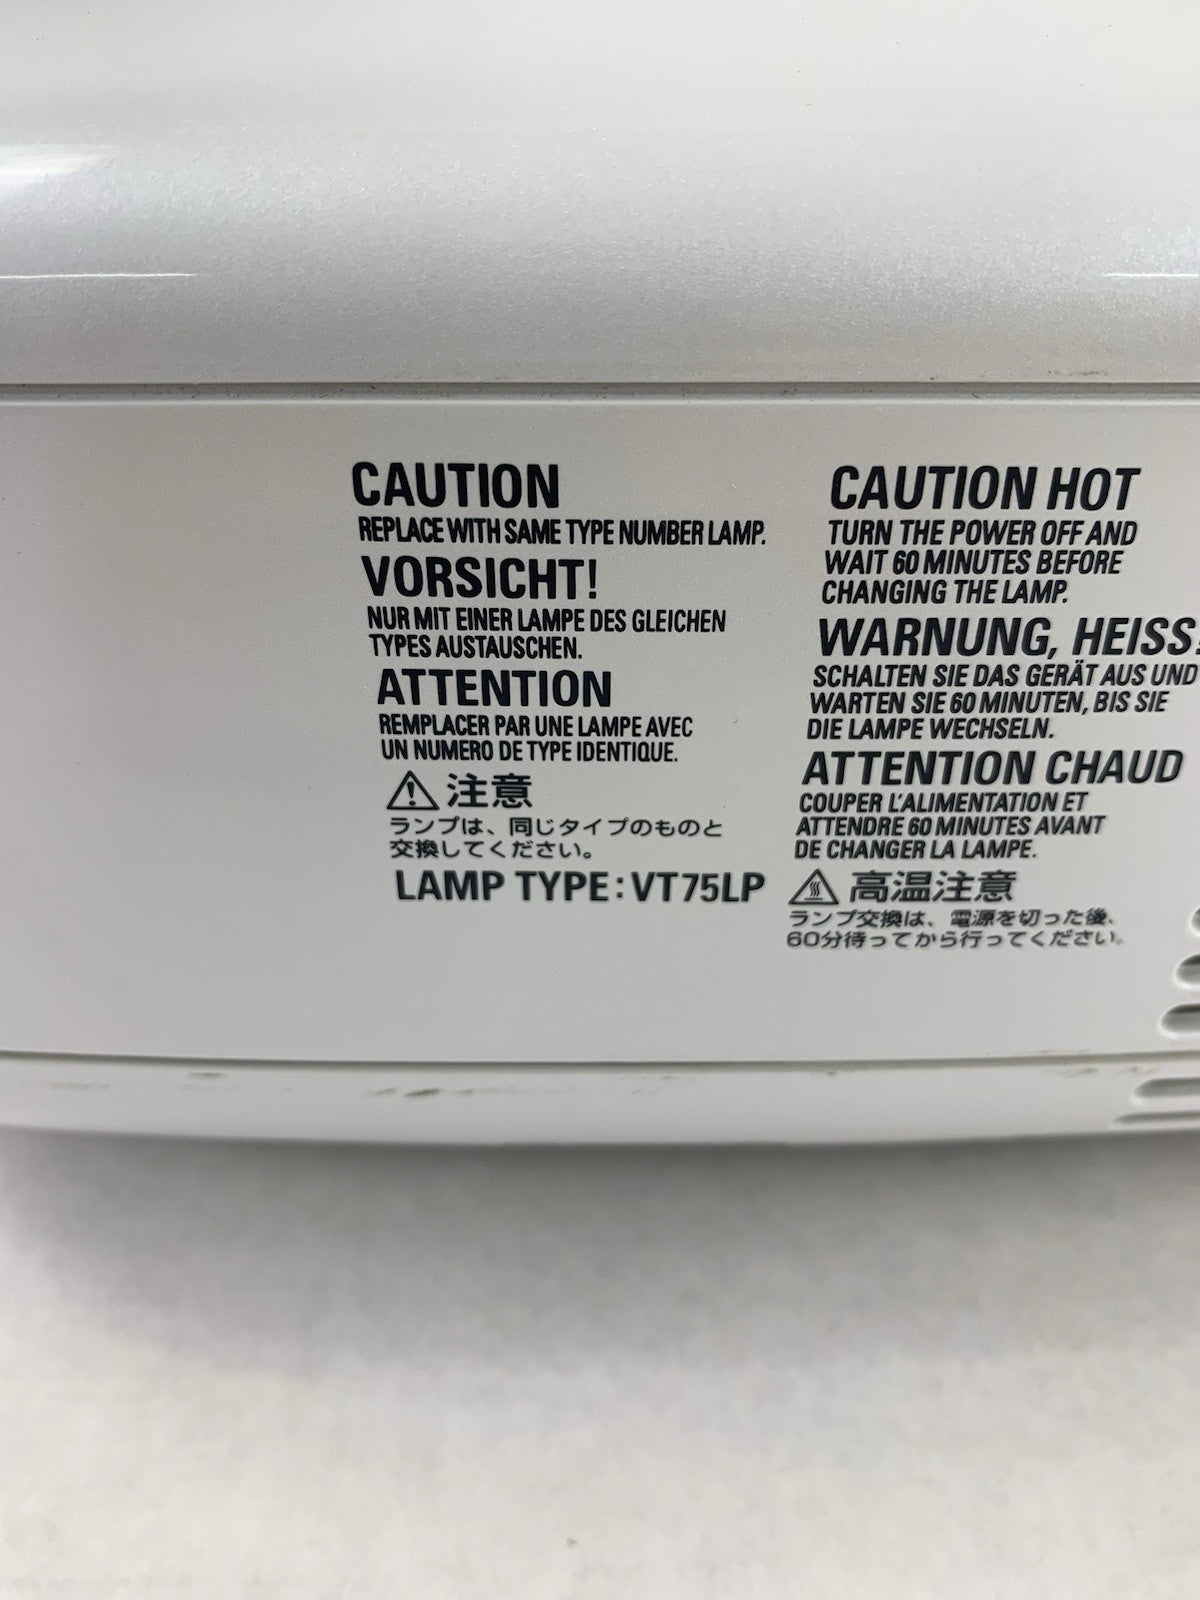 CAUTION
REPLACE WITH SAME TYPE NUMBER LAMP.
VORSICHT!
NUR MIT EINER LAMPE DES GLEICHEN
TYPES AUSTAUSCHEN.
ATTENTION
REMPLACER PAR UNE LAMPE AVEC
UN NUMERO DE TYPE IDENTIQUE.
注意
ランプは、同じタイプのものと
交換してください。
LAMP TYPE:VT75LP
CAUTION HOT
TURN THE POWER OFF AND
WAIT 60 MINUTES BEFORE
CHANGING THE LAMP.
WARNUNG, HEISS!
SCHALTEN SIE DAS GERÄT AUS UND
WARTEN SIE 60 MINUTEN, BIS SIE
DIE LAMPE WECHSELN.
ATTENTION CHAUD
COUPER L'ALIMENTATION ET
ATTENDRE 60 MINUTES AVANT
DE CHANGER LA LAMPE.
高温注意
ランプ交換は、電源を切った後、
60分待ってから行ってください。